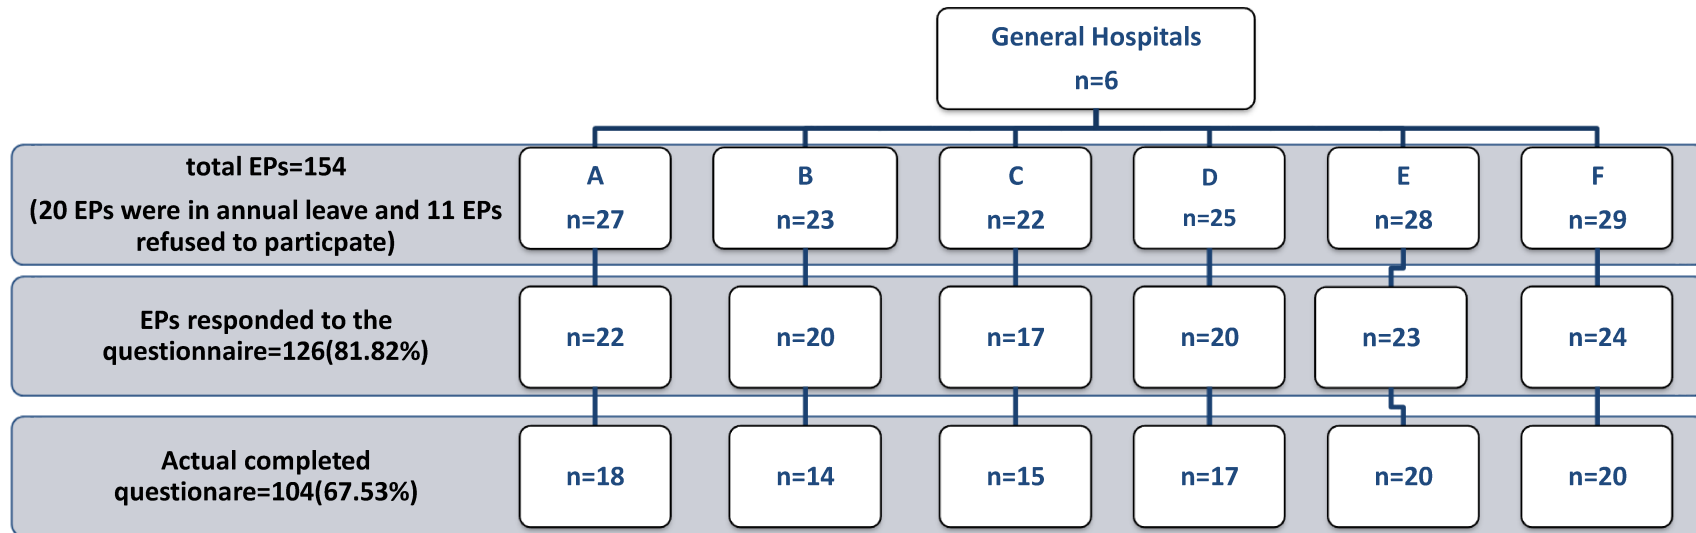 General Hospitals
n=6
total EPs=154
(20 EPs were in annual leave and 11 EPs
refused to particpate)
A
n=27
B
n=23
C
n=22
D
n=25
E
n=28
F
n=29
EPs responded to the
questionnaire=126(81.82%)
n=22
n=20
n=17
n=20
n=23
n=24
Actual completed
questionare=104(67.53%)
n=18
n=14
n=15
n=17
n=20
n=20